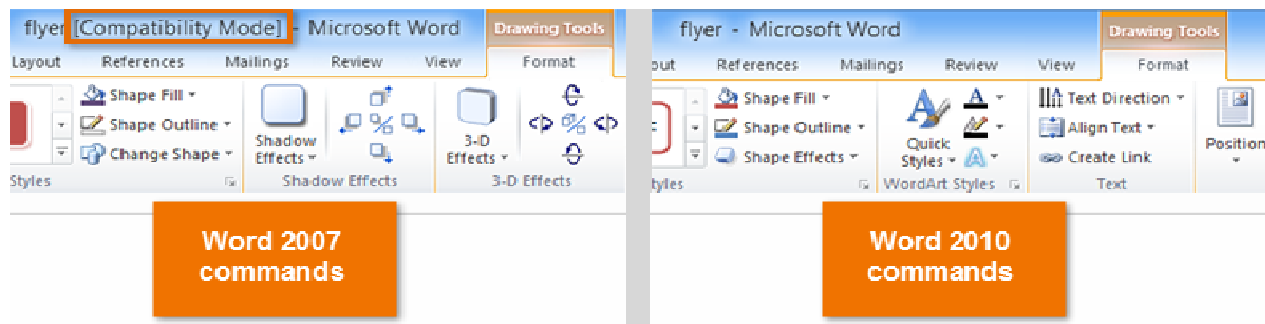 flyer [Compatibility Mode] - Microsoft Word
Drawing Tools
Layout References Mailings Review View Format
Shape Fill
Shape Outline
Change Shape
Shadow
Effects
3-D
Effects
Styles Shadow Effects 3-D Effects
Word 2007
commands
flyer - Microsoft Word
Drawing Tools
out References Mailings Review View Format
Shape Fill
Shape Outline
Shape Effects
Quick
Styles
Text Direction
Align Text
Create Link
Position
tyles WordArt Styles Text
Word 2010
commands